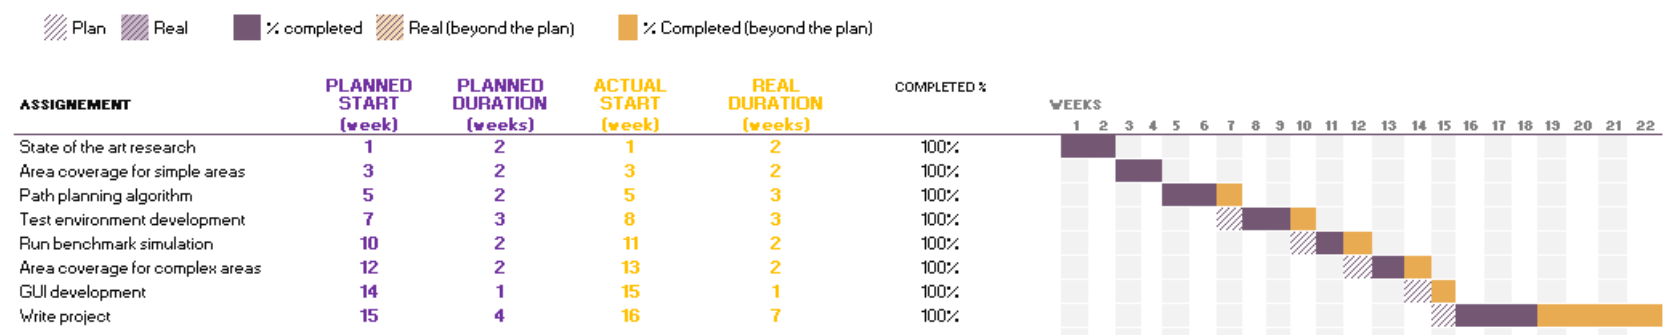 Plan Real % completed Real (beyond the plan) % Completed (beyond the plan)
ASSIGNEMENT PLANNED START (week) PLANNED DURATION (weeks) ACTUAL START (week) REAL DURATION (weeks) COMPLETED % WEEKS
1 2 3 4 5 6 7 8 9 10 11 12 13 14 15 16 17 18 19 20 21 22
State of the art research 1 2 1 2 100%
Area coverage for simple areas 3 2 3 2 100%
Path planning algorithm 5 2 5 3 100%
Test environment development 7 3 8 3 100%
Run benchmark simulation 10 2 11 2 100%
Area coverage for complex areas 12 2 13 2 100%
GUI development 14 1 15 1 100%
Write project 15 4 16 7 100%